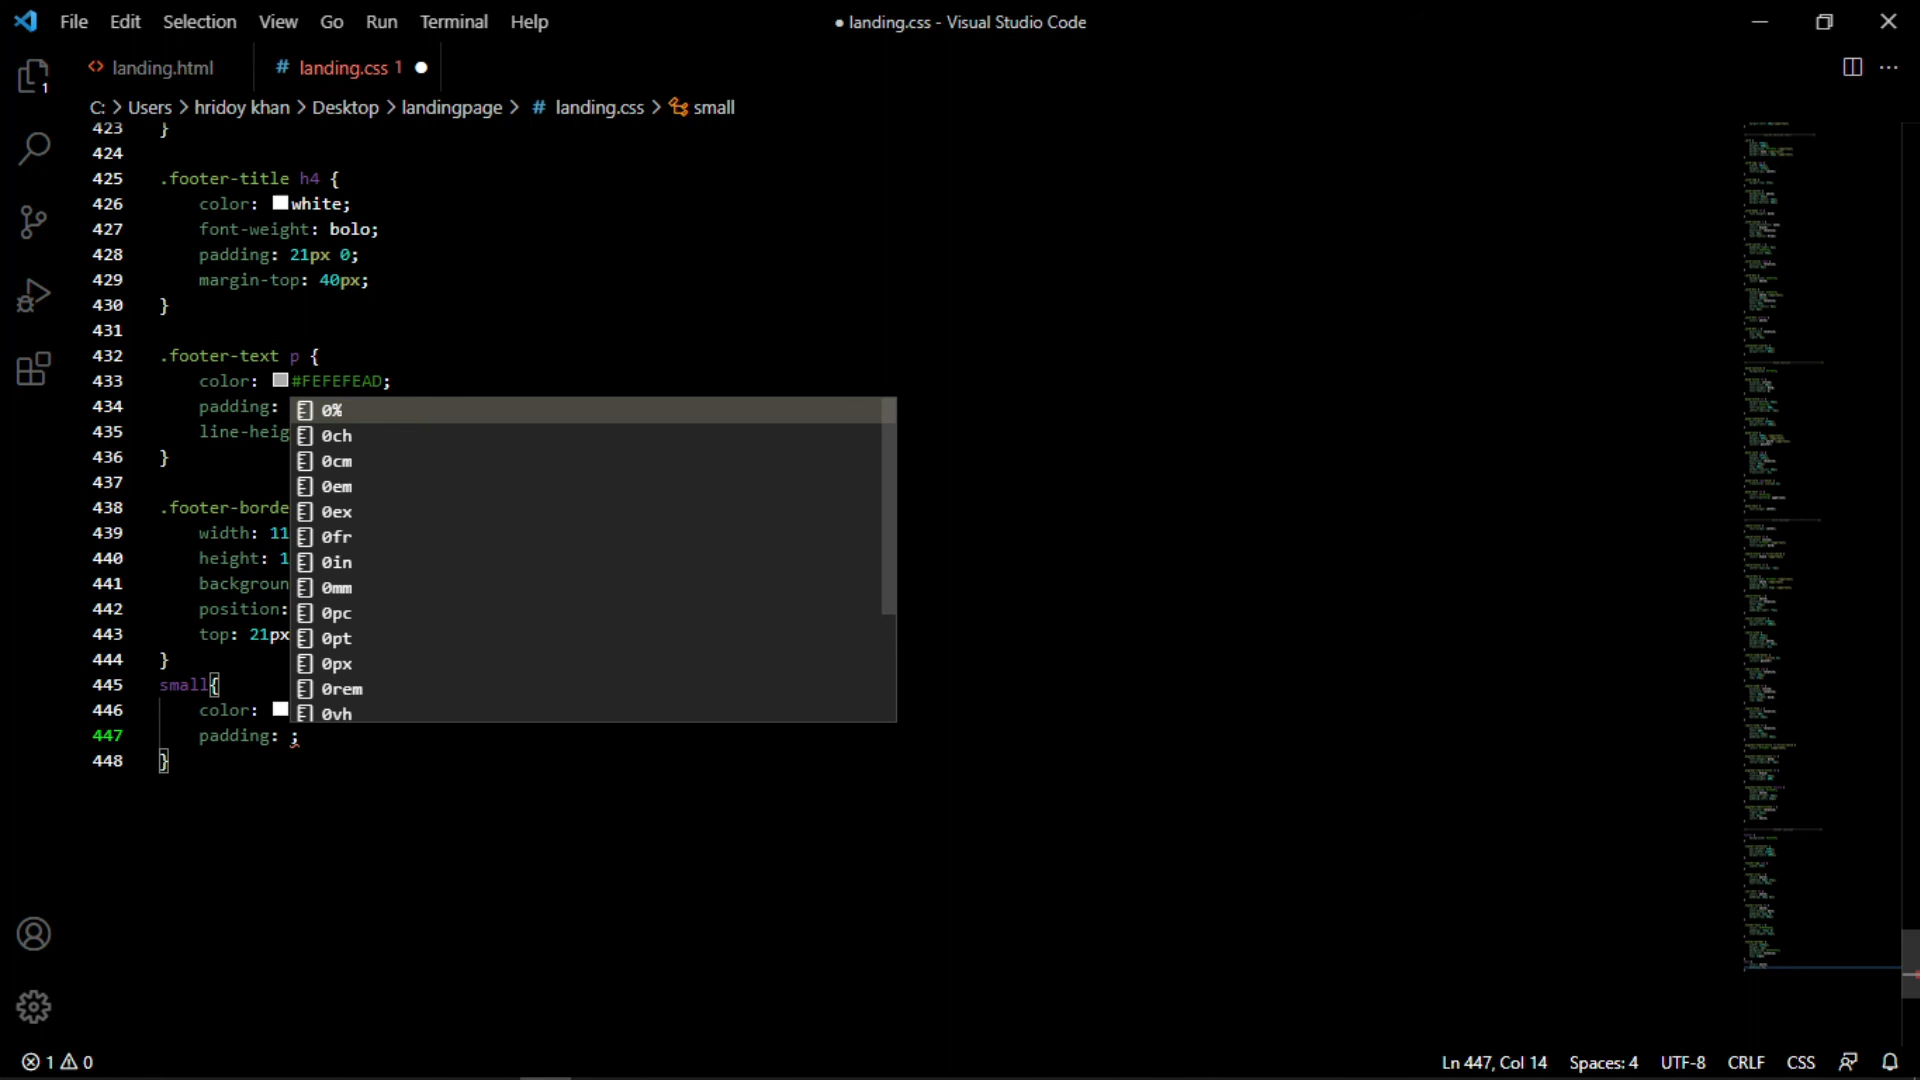 File Edit Selection View Go Run Terminal Help ● landing.css - Visual Studio Code
landing.html # landing.css 1
C: > Users > hridoy khan > Desktop > landingpage > # landing.css > small
423 }
424
425 .footer-title h4 {
426 color: white;
427 font-weight: bolo;
428 padding: 21px 0;
429 margin-top: 40px;
430 }
431
432 .footer-text p {
433 color: #FEFEFEAD;
434 padding:
435 line-heig
436 }
437
438 .footer-borde
439 width: 11
440 height: 1
441 backgroun
442 position:
443 top: 21px
444 }
445 small{
446 color:
447 padding: ;
448 }
0%
0ch
0cm
0em
0ex
0fr
0in
0mm
0pc
0pt
0px
0rem
0vh
1
1 0
Ln 447, Col 14 Spaces: 4 UTF-8 CRLF CSS